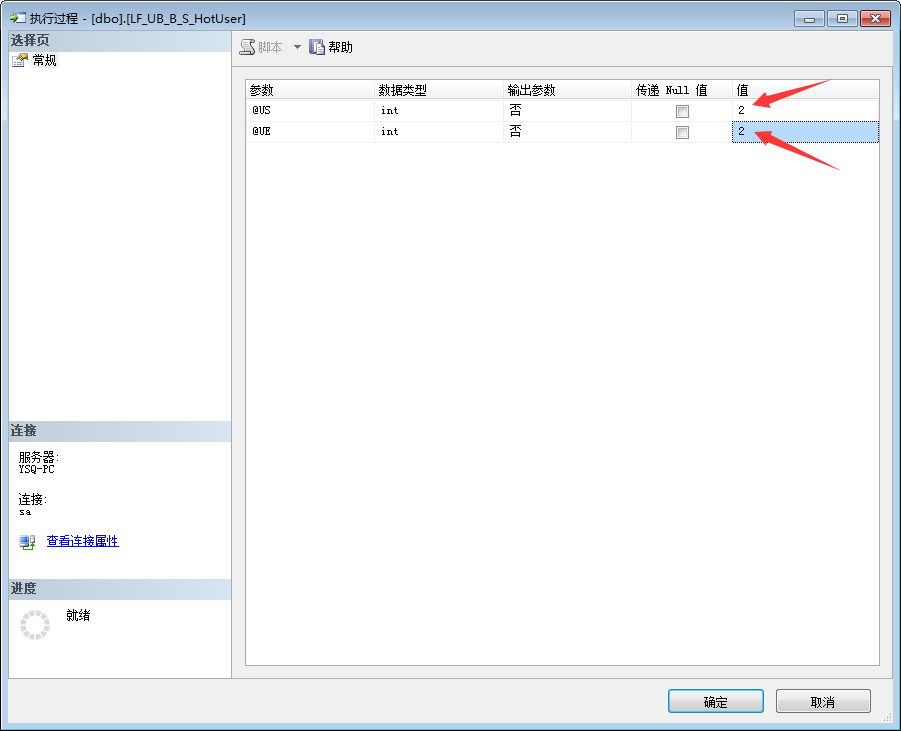 执行过程 - [dbo].[LF_UB_B_S_HotUser]
选择页
常规
脚本 帮助
参数 数据类型 输出参数 传递 Null 值 值
@US int 否 2
@UE int 否 2
连接
服务器:
YSQ-PC
连接:
sa
查看连接属性
进度
就绪
确定 取消